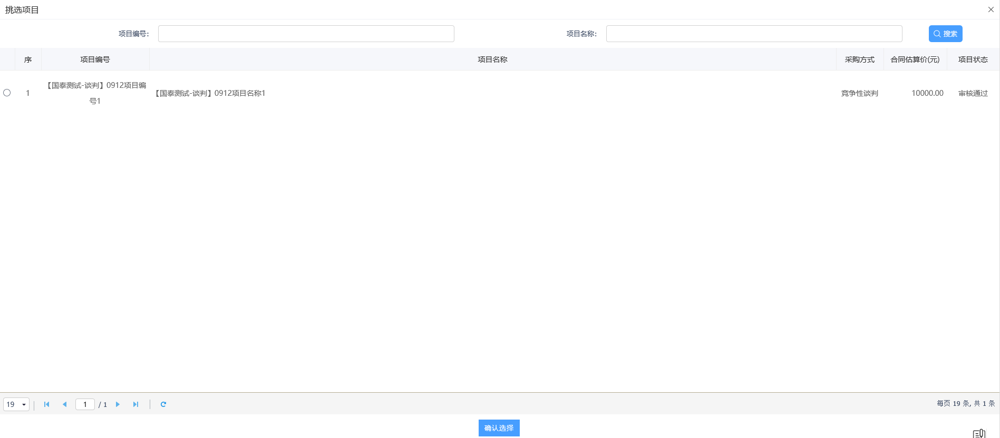 挑选项目
项目编号：
项目名称：
搜索
序
项目编号
项目名称
采购方式
合同估算价(元)
项目状态
1
【国泰测试-谈判】0912项目编
号1
【国泰测试-谈判】0912项目名称1
竞争性谈判
10000.00
审核通过
19
1
/ 1
每页 19 条, 共 1 条
确认选择